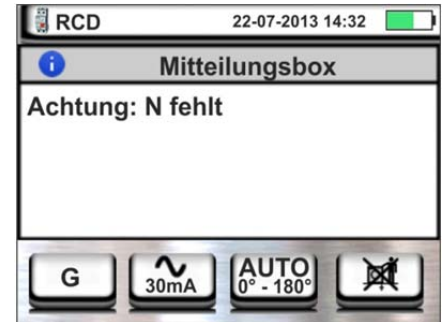 RCD 22-07-2013 14:32
Mitteilungsbox
Achtung: N fehlt
G
30mA
AUTO
0° - 180°